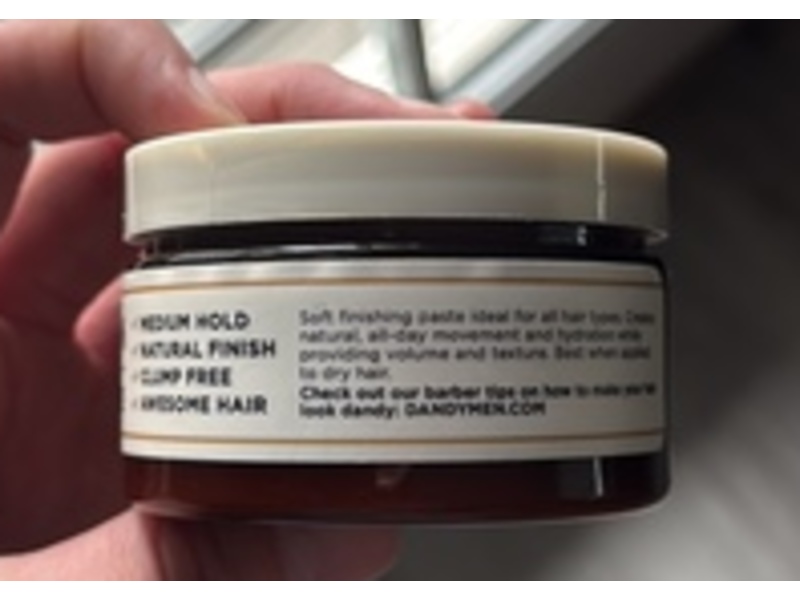 MEDIUM HOLD
NATURAL FINISH
CLUMP FREE
AWESOME HAIR
Soft finishing paste ideal for all hair types. Creates
natural, all-day movement and hydration while
providing volume and texture. Best when applied
to dry hair.
Check out our barber tips on how to make your hair
look dandy: DANDYMEN.COM